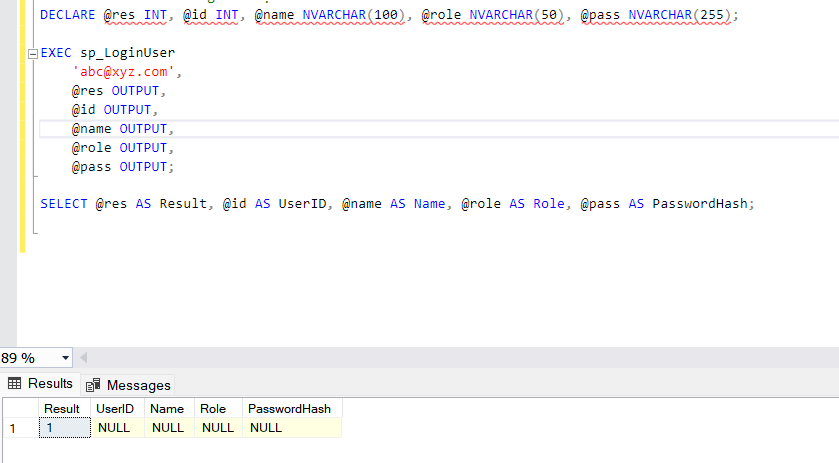 DECLARE @res INT, @id INT, @name NVARCHAR(100), @role NVARCHAR(50), @pass NVARCHAR(255);
EXEC sp_LoginUser
'abc@xyz.com',
@res OUTPUT,
@id OUTPUT,
@name OUTPUT,
@role OUTPUT,
@pass OUTPUT;
SELECT @res AS Result, @id AS UserID, @name AS Name, @role AS Role, @pass AS PasswordHash;
89 %
Results Messages
Result UserID Name Role PasswordHash
1 1 NULL NULL NULL NULL